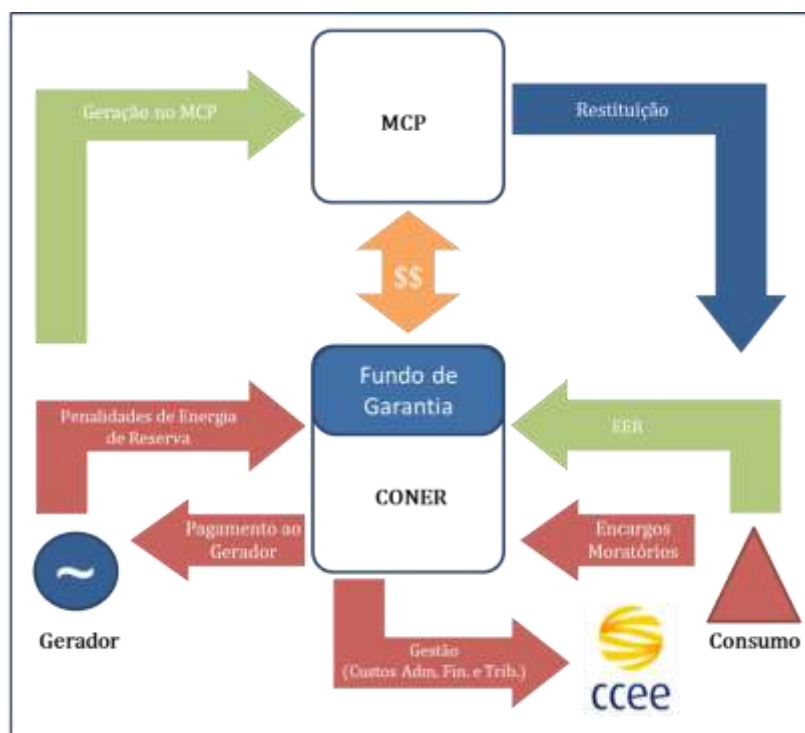 Geração no MCP
MCP
Restituição
$$
Fundo de
Garantia
Penalidades de Energia
de Reserva
EER
CONER
Pagamento ao
Gerador
Encargos
Moratórios
~
Gerador
Gestão
(Custos Adm. Fin. e Trib.)
ccee
Consumo